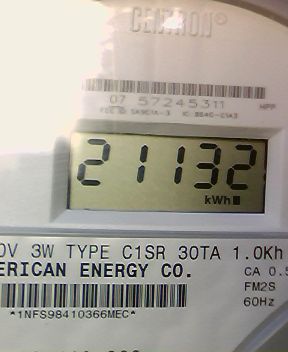 CENTRON®
07 57245311
HPP
21132
kWh
0V 3W TYPE C1SR 30TA 1.0Kh
ERICAN ENERGY CO.
CA 0.5
FM2S
60Hz
*1NFS98410366MEC*